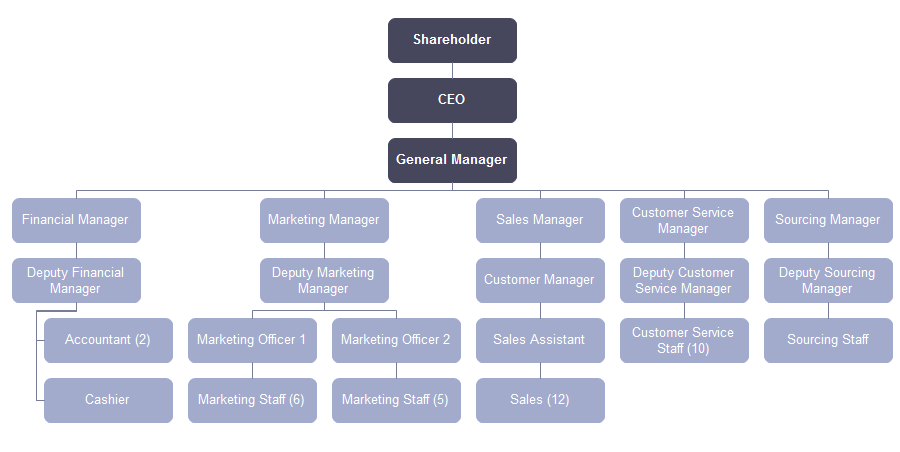 Shareholder
CEO
General Manager
Financial Manager
Marketing Manager
Sales Manager
Customer Service
Manager
Sourcing Manager
Deputy Financial
Manager
Deputy Marketing
Manager
Customer Manager
Deputy Customer
Service Manager
Deputy Sourcing
Manager
Accountant (2)
Marketing Officer 1
Marketing Officer 2
Sales Assistant
Customer Service
Staff (10)
Sourcing Staff
Cashier
Marketing Staff (6)
Marketing Staff (5)
Sales (12)